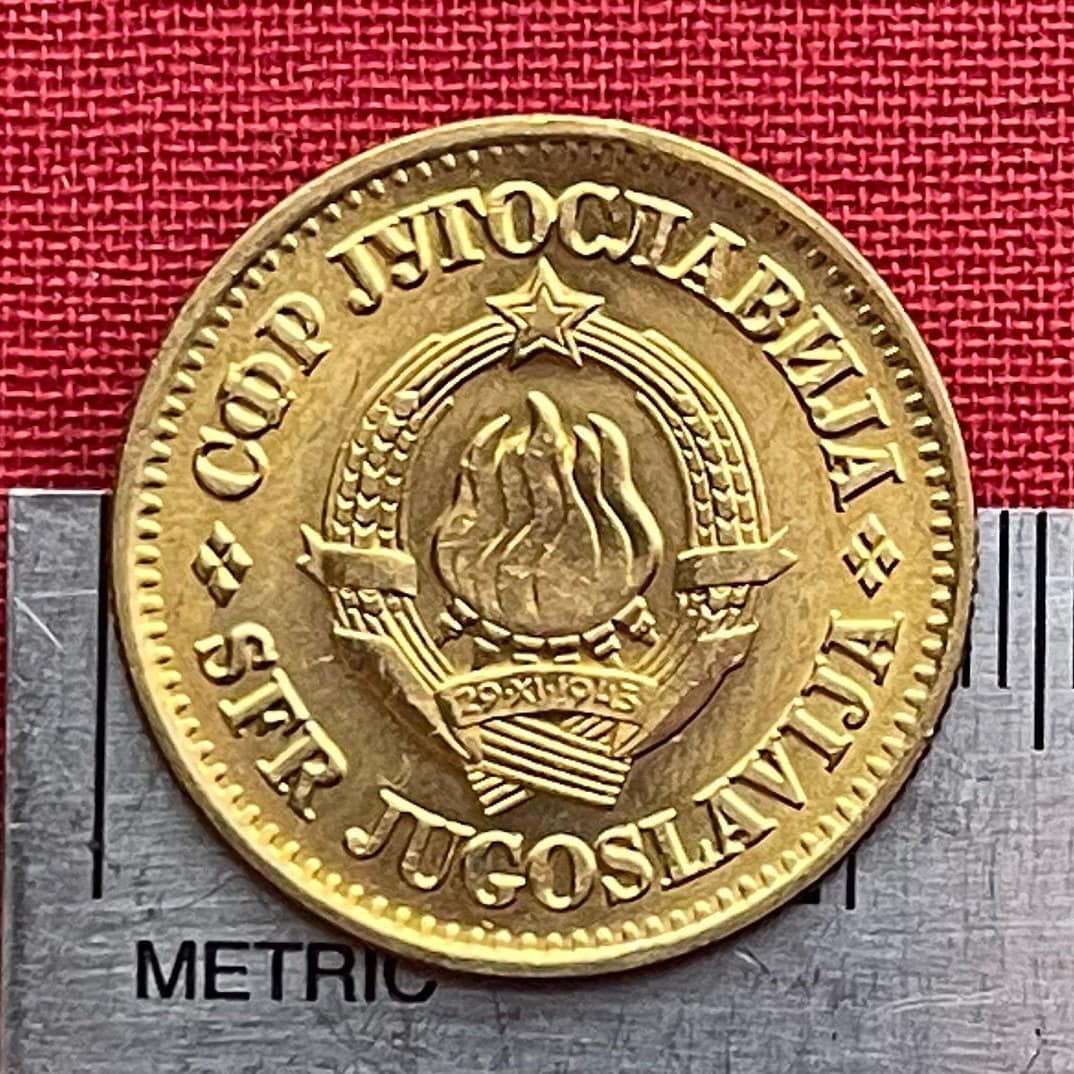 СФР ЈУГОСЛАВИЈА
29·XI·1943
SFR JUGOSLAVIJA
METRIC